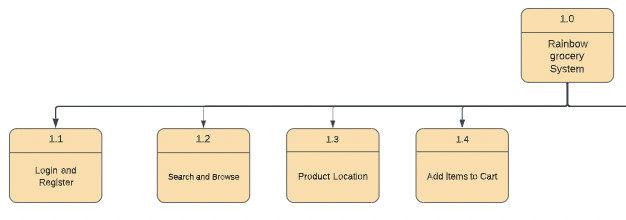 1.0
Rainbow
grocery
System
1.1
Login and
Register
1.2
Search and Browse
1.3
Product Location
1.4
Add Items to Cart